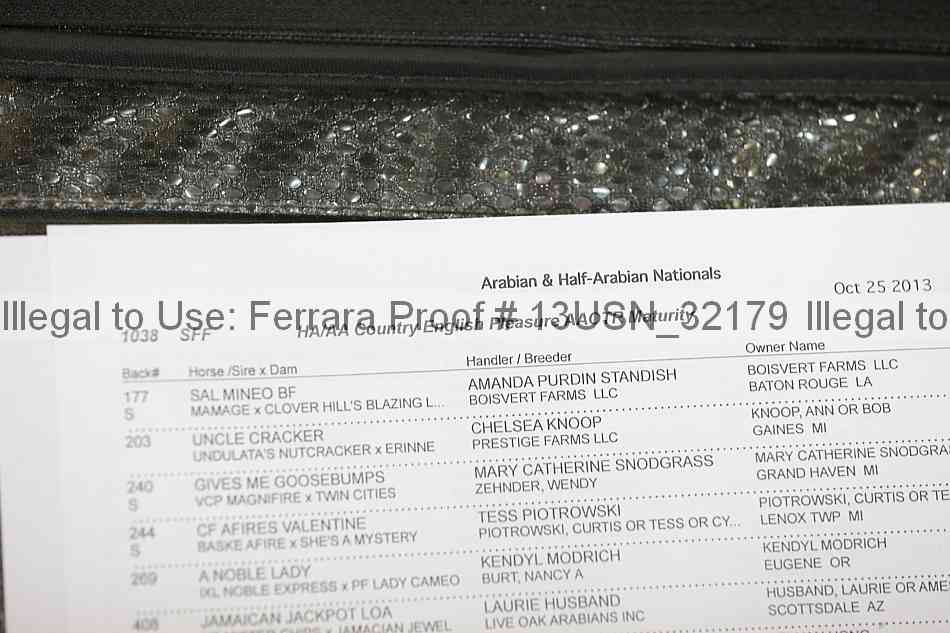 Arabian & Half-Arabian Nationals
Oct 25 2013
Illegal to Use: Ferrara Proof # 13USN_32179 Illegal to
1038 SFF HA/AA Country English Pleasure AAOTR Maturity
Back# Horse /Sire x Dam Handler / Breeder Owner Name
177 SAL MINEO BF AMANDA PURDIN STANDISH BOISVERT FARMS LLC
S MAMAGE x CLOVER HILL'S BLAZING L... BOISVERT FARMS LLC BATON ROUGE LA
203 UNCLE CRACKER CHELSEA KNOOP KNOOP, ANN OR BOB
UNDULATA'S NUTCRACKER x ERINNE PRESTIGE FARMS LLC GAINES MI
240 GIVES ME GOOSEBUMPS MARY CATHERINE SNODGRASS MARY CATHERINE SNODGRA
S VCP MAGNIFIRE x TWIN CITIES ZEHNDER, WENDY GRAND HAVEN MI
244 CF AFIRES VALENTINE TESS PIOTROWSKI PIOTROWSKI, CURTIS OR TE
S BASKE AFIRE x SHE'S A MYSTERY PIOTROWSKI, CURTIS OR TESS OR CY... LENOX TWP MI
269 A NOBLE LADY KENDYL MODRICH KENDYL MODRICH
IXL NOBLE EXPRESS x PF LADY CAMEO BURT, NANCY A EUGENE OR
408 JAMAICAN JACKPOT LOA LAURIE HUSBAND HUSBAND, LAURIE OR AME
x JAMACIAN JEWEL LIVE OAK ARABIANS INC SCOTTSDALE AZ